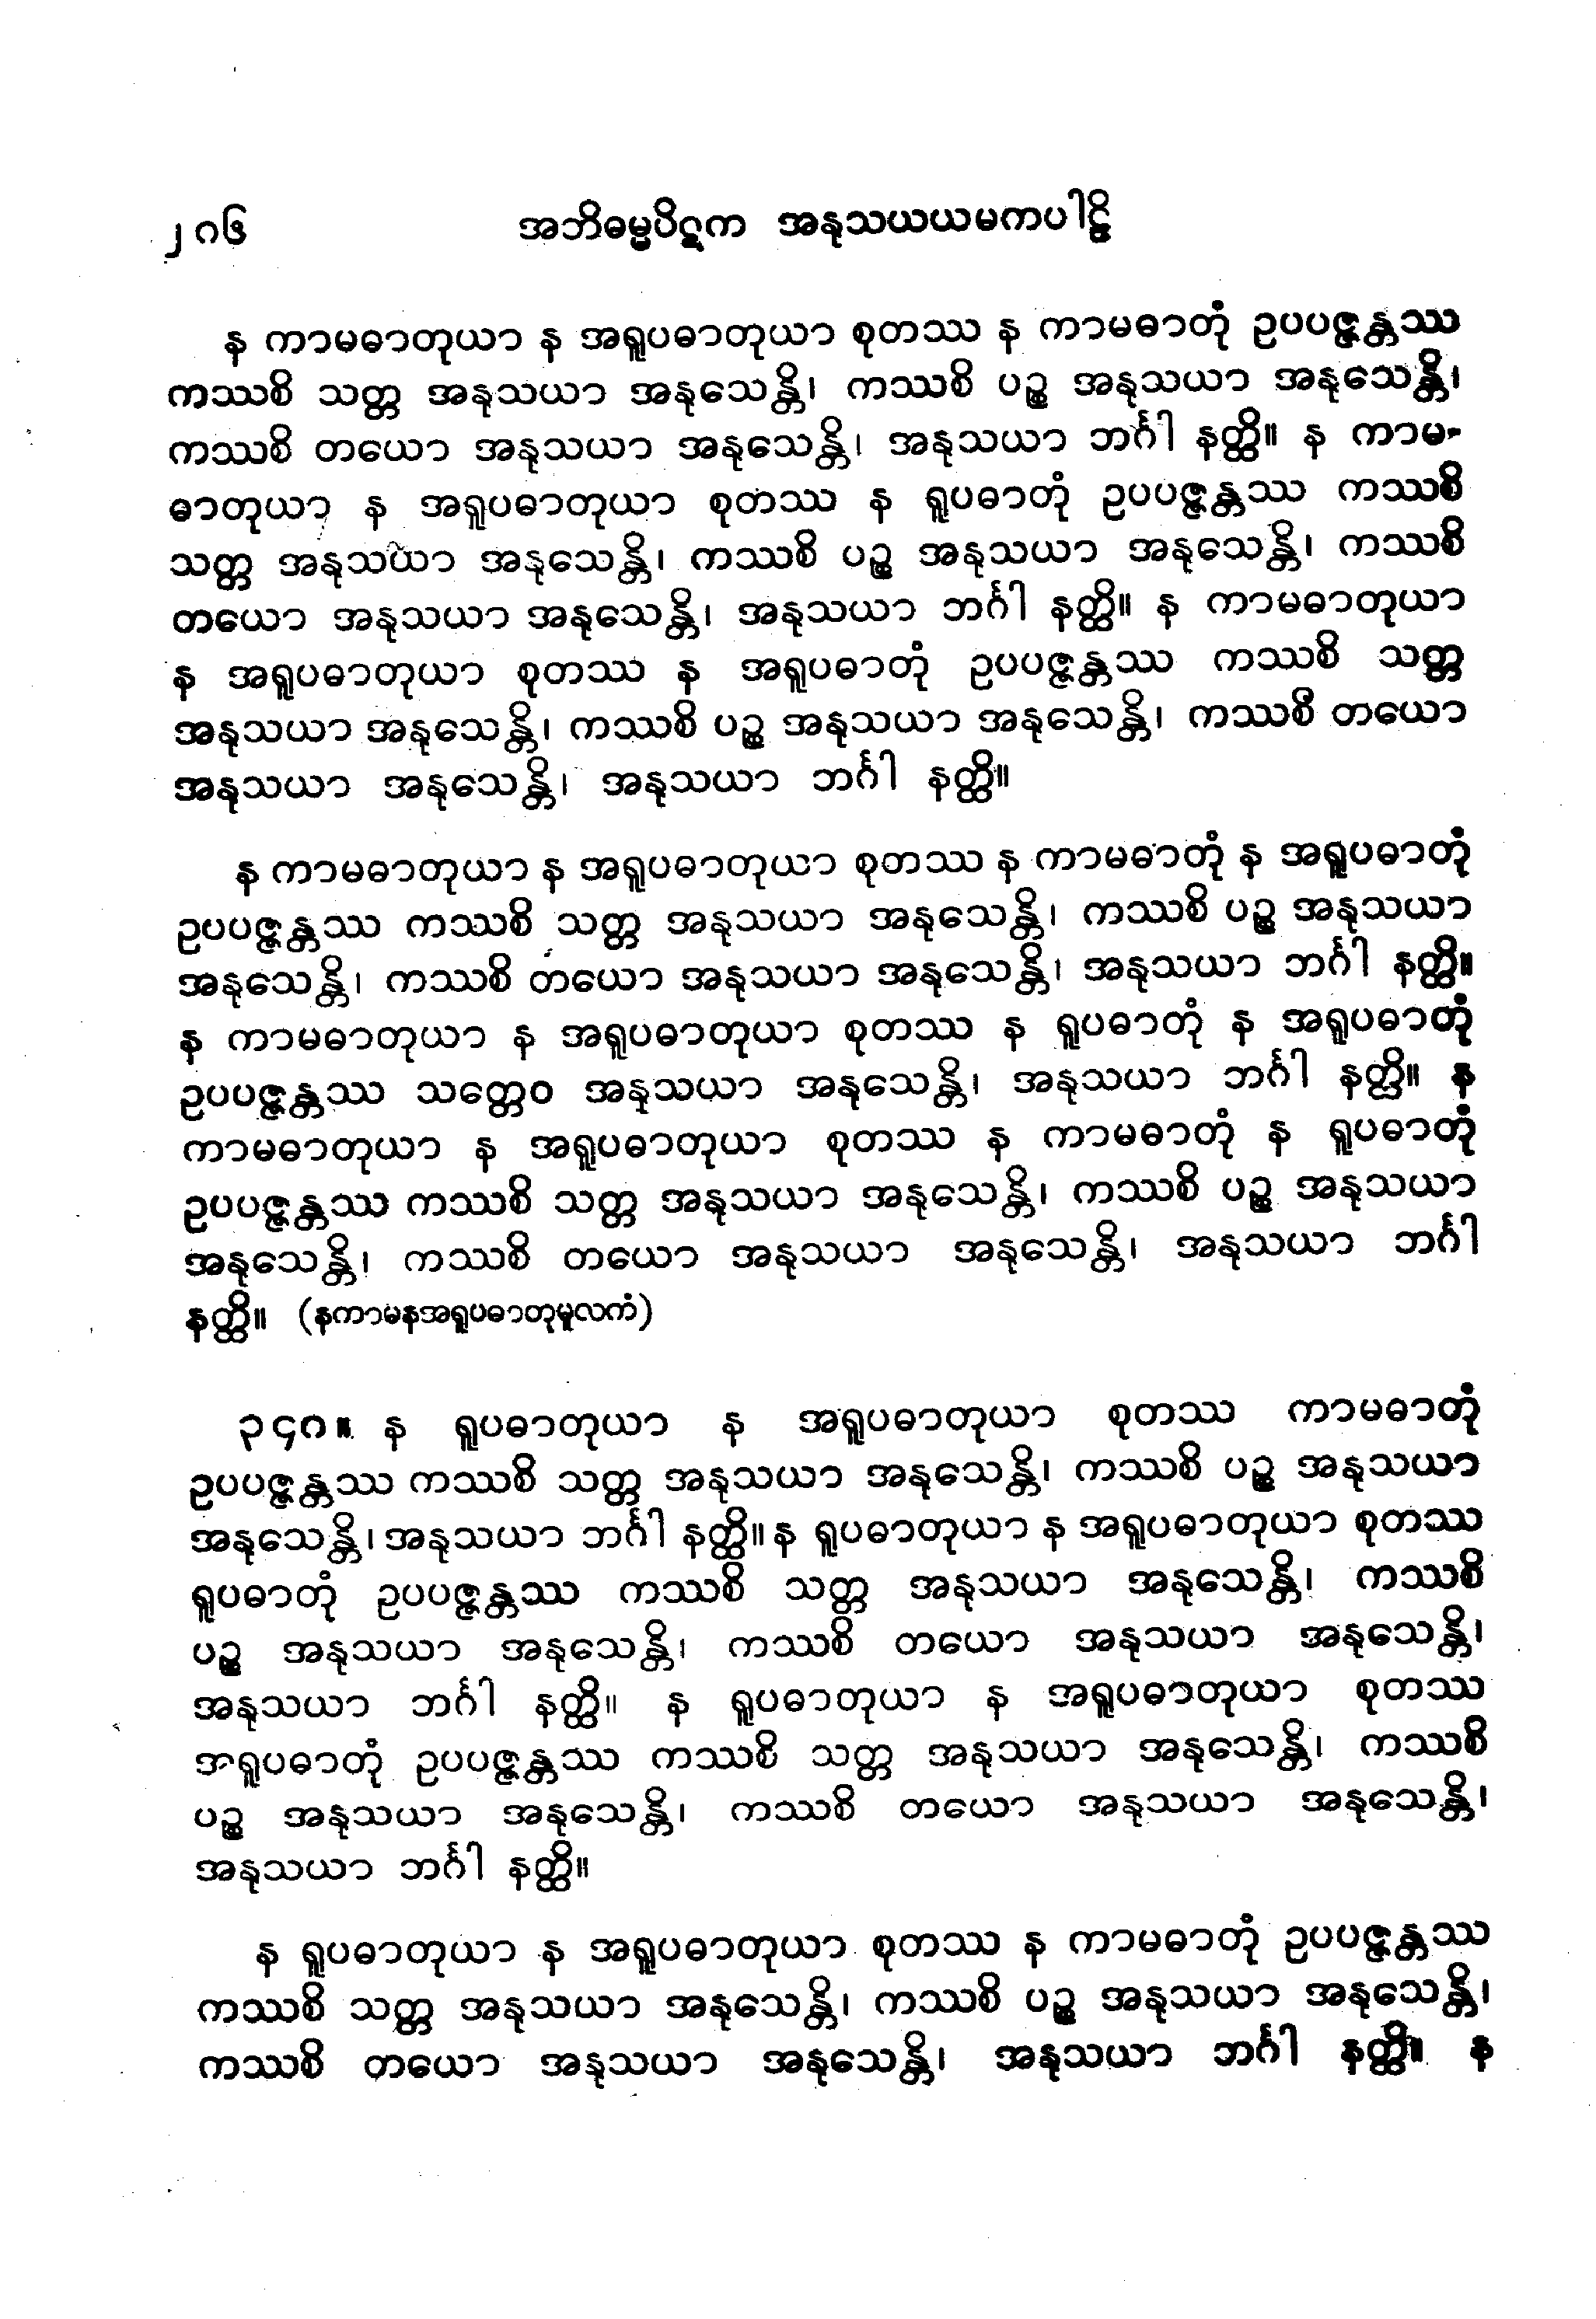 ၂၈၆ အဘိဓမ္မပိဋက အနုသယယမကပါဠိ
န ကာမဓာတုယာ န အရူပဓာတုယာ စုတဿ န ကာမဓာတုံ ဥပပဇ္ဇန္တဿ
ကဿစိ သတ္တ အနုသယာ အနုသေန္တိ၊ ကဿစိ ပဉ္စ အနုသယာ အနုသေန္တိ၊
ကဿစိ တယော အနုသယာ အနုသေန္တိ၊ အနုသယာ ဘင်္ဂါ နတ္ထိ။ န ကာမ-
ဓာတုယာ န အရူပဓာတုယာ စုတဿ န ရူပဓာတုံ ဥပပဇ္ဇန္တဿ ကဿစိ
သတ္တ အနုသယာ အနုသေန္တိ၊ ကဿစိ ပဉ္စ အနုသယာ အနုသေန္တိ၊ ကဿစိ
တယော အနုသယာ အနုသေန္တိ၊ အနုသယာ ဘင်္ဂါ နတ္ထိ။ န ကာမဓာတုယာ
န အရူပဓာတုယာ စုတဿ န အရူပဓာတုံ ဥပပဇ္ဇန္တဿ ကဿစိ သတ္တ
အနုသယာ အနုသေန္တိ၊ ကဿစိ ပဉ္စ အနုသယာ အနုသေန္တိ၊ ကဿစိ တယော
အနုသယာ အနုသေန္တိ၊ အနုသယာ ဘင်္ဂါ နတ္ထိ။
န ကာမဓာတုယာ န အရူပဓာတုယာ စုတဿ န ကာမဓာတုံ န အရူပဓာတုံ
ဥပပဇ္ဇန္တဿ ကဿစိ သတ္တ အနုသယာ အနုသေန္တိ၊ ကဿစိ ပဉ္စ အနုသယာ
အနုသေန္တိ၊ ကဿစိ တယော အနုသယာ အနုသေန္တိ၊ အနုသယာ ဘင်္ဂါ နတ္ထိ။
န ကာမဓာတုယာ န အရူပဓာတုယာ စုတဿ န ရူပဓာတုံ န အရူပဓာတုံ
ဥပပဇ္ဇန္တဿ သတ္တေဝ အနုသယာ အနုသေန္တိ၊ အနုသယာ ဘင်္ဂါ နတ္ထိ။ န
ကာမဓာတုယာ န အရူပဓာတုယာ စုတဿ န ကာမဓာတုံ န ရူပဓာတုံ
ဥပပဇ္ဇန္တဿ ကဿစိ သတ္တ အနုသယာ အနုသေန္တိ၊ ကဿစိ ပဉ္စ အနုသယာ
အနုသေန္တိ၊ ကဿစိ တယော အနုသယာ အနုသေန္တိ၊ အနုသယာ ဘင်္ဂါ
နတ္ထိ။ (နကာမနအရူပဓာတုမူလကံ)
၃၄၈။ န ရူပဓာတုယာ န အရူပဓာတုယာ စုတဿ ကာမဓာတုံ
ဥပပဇ္ဇန္တဿ ကဿစိ သတ္တ အနုသယာ အနုသေန္တိ၊ ကဿစိ ပဉ္စ အနုသယာ
အနုသေန္တိ၊ အနုသယာ ဘင်္ဂါ နတ္ထိ။ န ရူပဓာတုယာ န အရူပဓာတုယာ စုတဿ
ရူပဓာတုံ ဥပပဇ္ဇန္တဿ ကဿစိ သတ္တ အနုသယာ အနုသေန္တိ၊ ကဿစိ
ပဉ္စ အနုသယာ အနုသေန္တိ၊ ကဿစိ တယော အနုသယာ အနုသေန္တိ၊
အနုသယာ ဘင်္ဂါ နတ္ထိ။ န ရူပဓာတုယာ န အရူပဓာတုယာ စုတဿ
အရူပဓာတုံ ဥပပဇ္ဇန္တဿ ကဿစိ သတ္တ အနုသယာ အနုသေန္တိ၊ ကဿစိ
ပဉ္စ အနုသယာ အနုသေန္တိ၊ ကဿစိ တယော အနုသယာ အနုသေန္တိ၊
အနုသယာ ဘင်္ဂါ နတ္ထိ။
န ရူပဓာတုယာ န အရူပဓာတုယာ စုတဿ န ကာမဓာတုံ ဥပပဇ္ဇန္တဿ
ကဿစိ သတ္တ အနုသယာ အနုသေန္တိ၊ ကဿစိ ပဉ္စ အနုသယာ အနုသေန္တိ၊
ကဿစိ တယော အနုသယာ အနုသေန္တိ၊ အနုသယာ ဘင်္ဂါ နတ္ထိ။ န